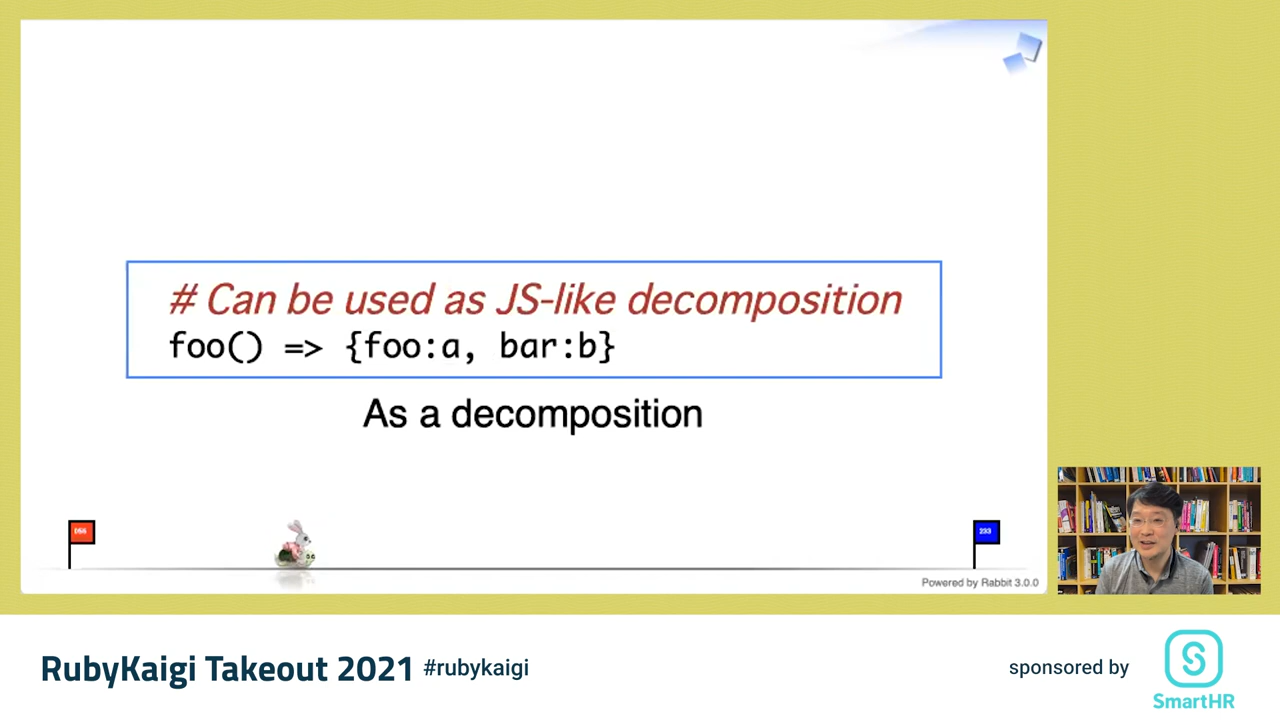 # Can be used as JS-like decomposition
foo() => {foo:a, bar:b}
As a decomposition
233
Powered by Rabbit 3.0.0
RubyKaigi Takeout 2021 #rubykaigi
sponsored by
SmartHR